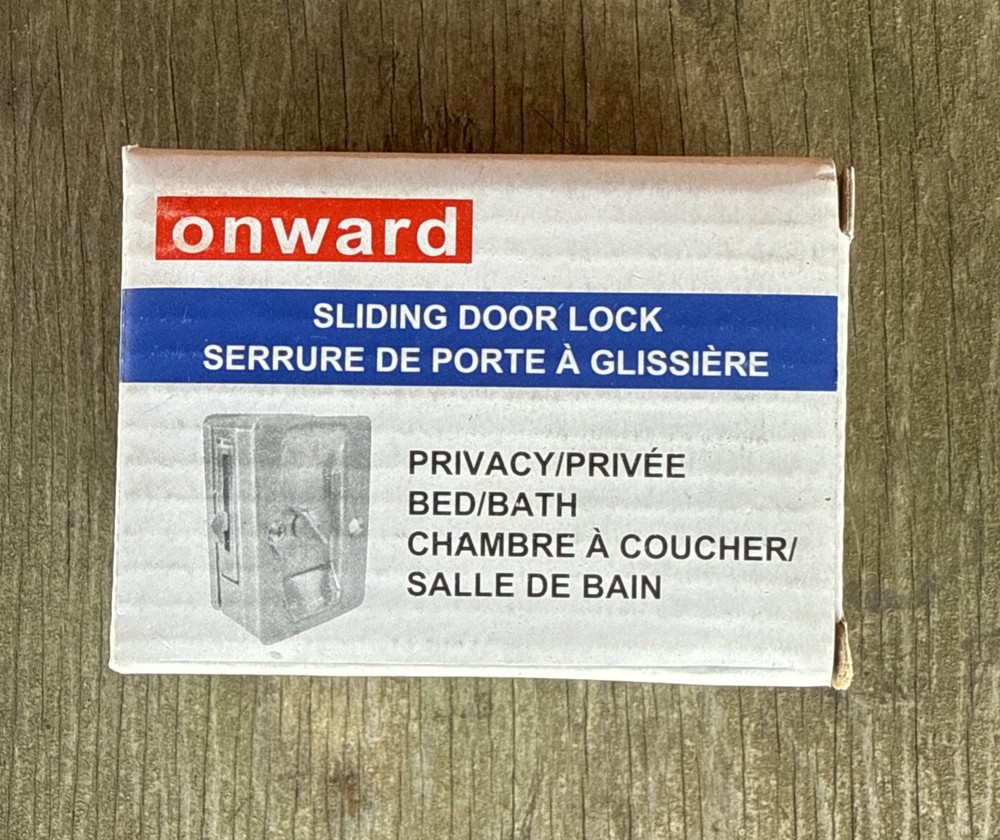 onward
SLIDING DOOR LOCK
SERRURE DE PORTE À GLISSIÈRE
PRIVACY/PRIVÉE
BED/BATH
CHAMBRE À COUCHER/
SALLE DE BAIN